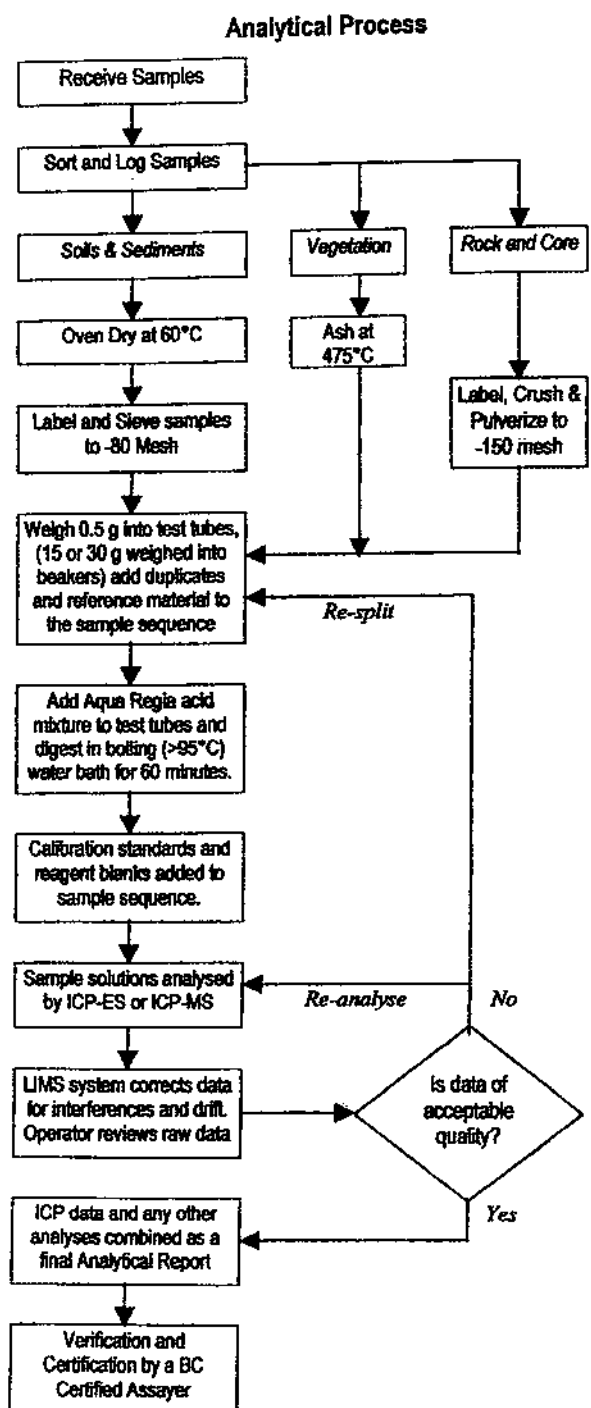 Analytical Process
Receive Samples
Sort and Log Samples
Soils & Sediments
Vegetation
Rock and Core
Oven Dry at 60°C
Ash at
475°C
Label and Sieve samples
to -80 Mesh
Label, Crush &
Pulverize to
-150 mesh
Weigh 0.5 g into test tubes,
(15 or 30 g weighed into
beakers) add duplicates
and reference material to
the sample sequence
Re-split
Add Aqua Regia acid
mixture to test tubes and
digest in boiling (>95°C)
water bath for 60 minutes.
Calibration standards and
reagent blanks added to
sample sequence.
Sample solutions analysed
by ICP-ES or ICP-MS
Re-analyse
No
LIMS system corrects data
for interferences and drift.
Operator reviews raw data
Is data of
acceptable
quality?
Yes
ICP data and any other
analyses combined as a
final Analytical Report
Verification and
Certification by a BC
Certified Assayer